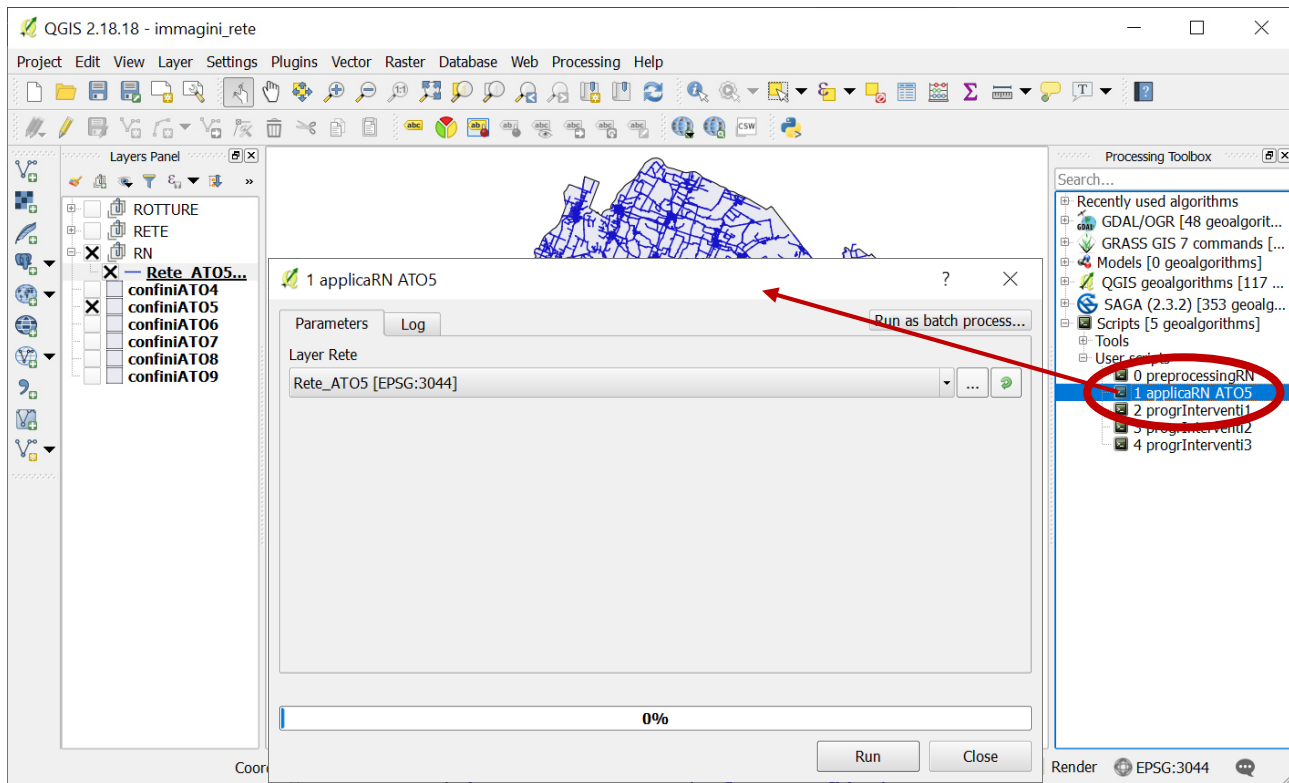 QGIS 2.18.18 - immagini_rete
Project Edit View Layer Settings Plugins Vector Raster Database Web Processing Help
Layers Panel
ROTTURE
RETE
RN
Rete_ATO5...
confiniATO4
confiniATO5
confiniATO6
confiniATO7
confiniATO8
confiniATO9
1 applicaRN ATO5
?
Parameters
Log
Run as batch process...
Layer Rete
Rete_ATO5 [EPSG:3044]
...
0%
Run
Close
Processing Toolbox
Search...
Recently used algorithms
GDAL/OGR [48 geoalgorit...
GRASS GIS 7 commands [...
Models [0 geoalgorithms]
QGIS geoalgorithms [117 ...
SAGA (2.3.2) [353 geoalg...
Scripts [5 geoalgorithms]
Tools
User scripts
0 preprocessingRN
1 applicaRN ATO5
2 progrInterventi1
3 progrInterventi2
4 progrInterventi3
Coor
Render
EPSG:3044